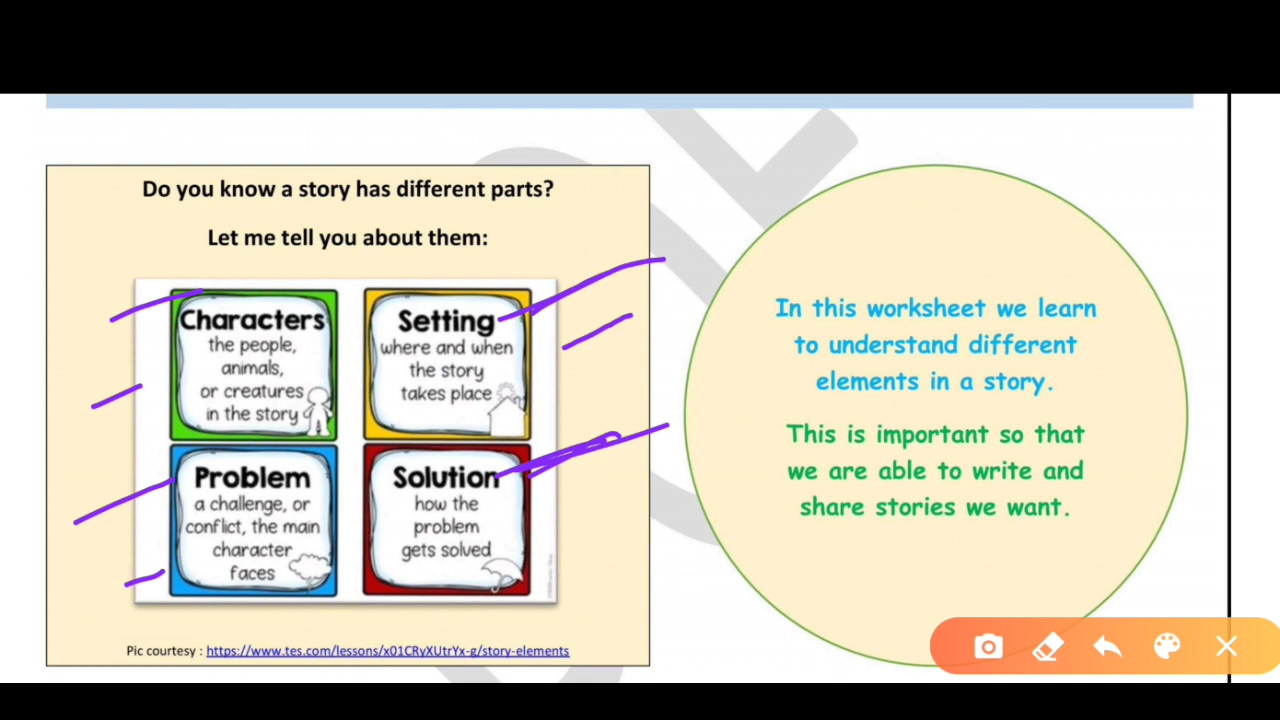 Do you know a story has different parts?
Let me tell you about them:
Characters
the people,
animals,
or creatures
in the story
Setting
where and when
the story
takes place
Problem
a challenge, or
conflict, the main
character
faces
Solution
how the
problem
gets solved
Pic courtesy : https://www.tes.com/lessons/x01CRyXUtrYx-g/story-elements
In this worksheet we learn
to understand different
elements in a story.
This is important so that
we are able to write and
share stories we want.